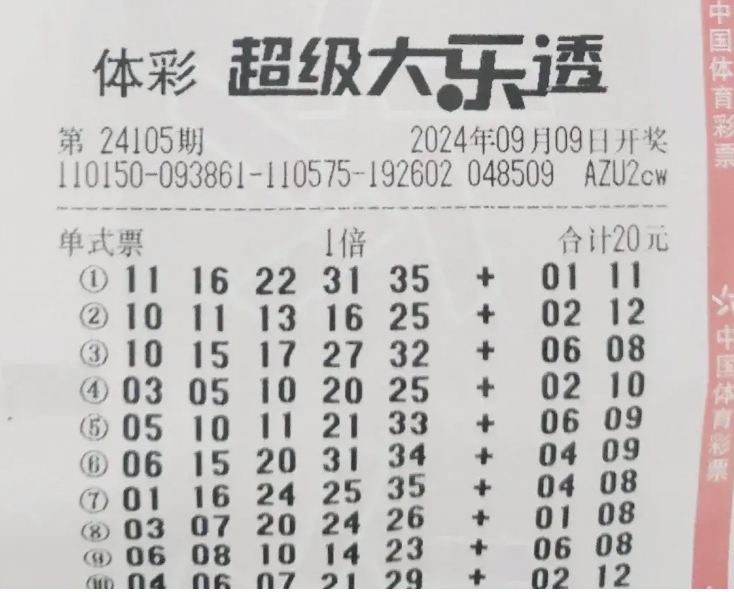 体彩 超级大乐透
第 24105期 2024年09月09日开奖
110150-093861-110575-192602 048509 AZU2cw
单式票 1倍 合计20元
① 11 16 22 31 35 + 01 11
② 10 11 13 16 25 + 02 12
③ 10 15 17 27 32 + 06 08
④ 03 05 10 20 25 + 02 10
⑤ 05 10 11 21 33 + 06 09
⑥ 06 15 20 31 34 + 04 09
⑦ 01 16 24 25 35 + 04 08
⑧ 03 07 20 24 26 + 01 08
⑨ 06 08 10 14 23 + 06 08
⑩ 04 06 07 21 29 + 02 12
中国体育彩票
中国体育彩票